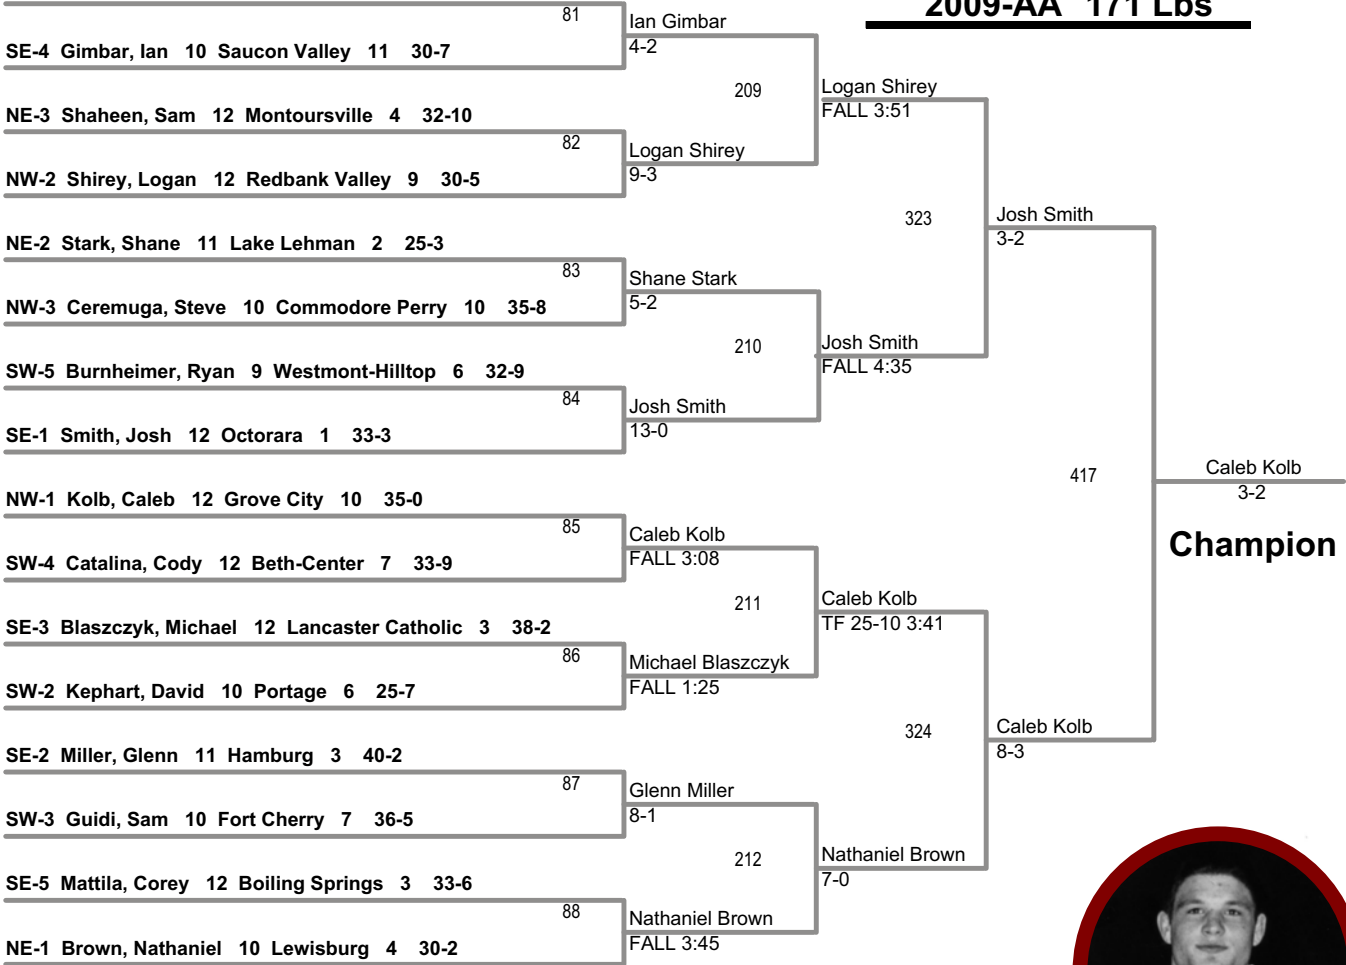 2009-AA 171 Lbs
81
Ian Gimbar
4-2
SE-4 Gimbar, Ian 10 Saucon Valley 11 30-7
209
Logan Shirey
FALL 3:51
NE-3 Shaheen, Sam 12 Montoursville 4 32-10
82
Logan Shirey
9-3
NW-2 Shirey, Logan 12 Redbank Valley 9 30-5
323
Josh Smith
3-2
NE-2 Stark, Shane 11 Lake Lehman 2 25-3
83
Shane Stark
5-2
NW-3 Ceremuga, Steve 10 Commodore Perry 10 35-8
210
Josh Smith
FALL 4:35
SW-5 Burnheimer, Ryan 9 Westmont-Hilltop 6 32-9
84
Josh Smith
13-0
SE-1 Smith, Josh 12 Octorara 1 33-3
417
Caleb Kolb
3-2
Champion
NW-1 Kolb, Caleb 12 Grove City 10 35-0
85
Caleb Kolb
FALL 3:08
SW-4 Catalina, Cody 12 Beth-Center 7 33-9
211
Caleb Kolb
TF 25-10 3:41
SE-3 Blaszczyk, Michael 12 Lancaster Catholic 3 38-2
86
Michael Blaszczyk
FALL 1:25
SW-2 Kephart, David 10 Portage 6 25-7
324
Caleb Kolb
8-3
SE-2 Miller, Glenn 11 Hamburg 3 40-2
87
Glenn Miller
8-1
SW-3 Guidi, Sam 10 Fort Cherry 7 36-5
212
Nathaniel Brown
7-0
SE-5 Mattila, Corey 12 Boiling Springs 3 33-6
88
Nathaniel Brown
FALL 3:45
NE-1 Brown, Nathaniel 10 Lewisburg 4 30-2